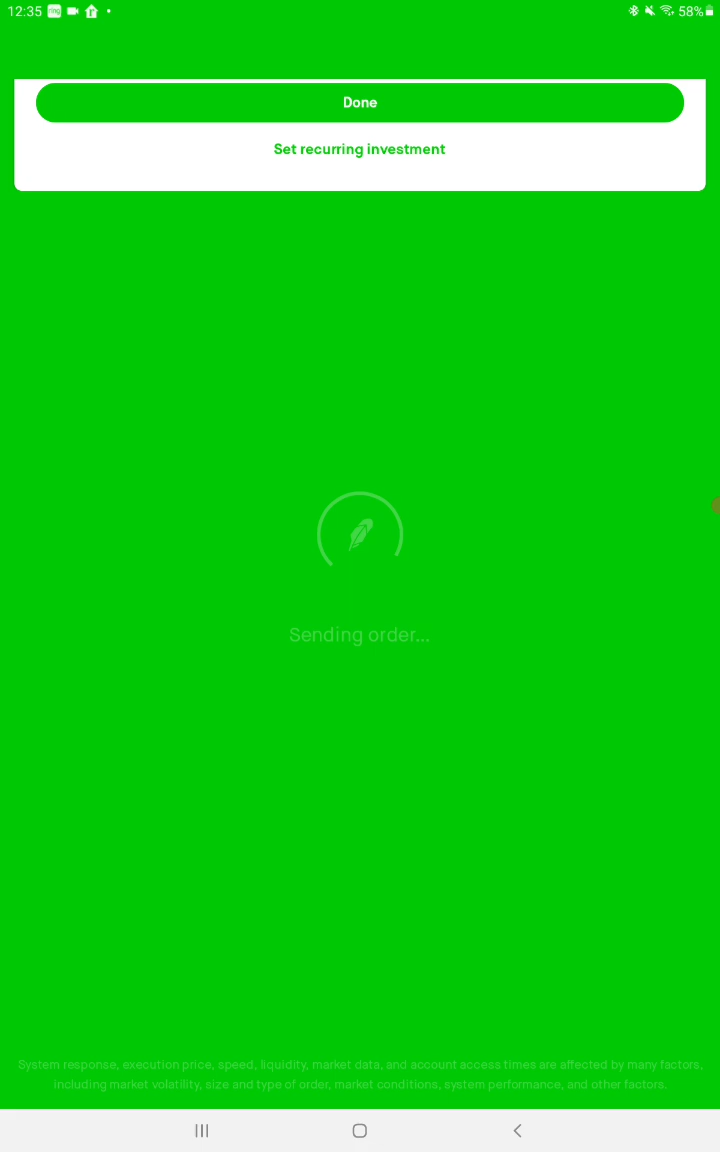 12:35 ring 58%
Done
Set recurring investment
Sending order...
System response, execution price, speed, liquidity, market data, and account access times are affected by many factors,
including market volatility, size and type of order, market conditions, system performance, and other factors.